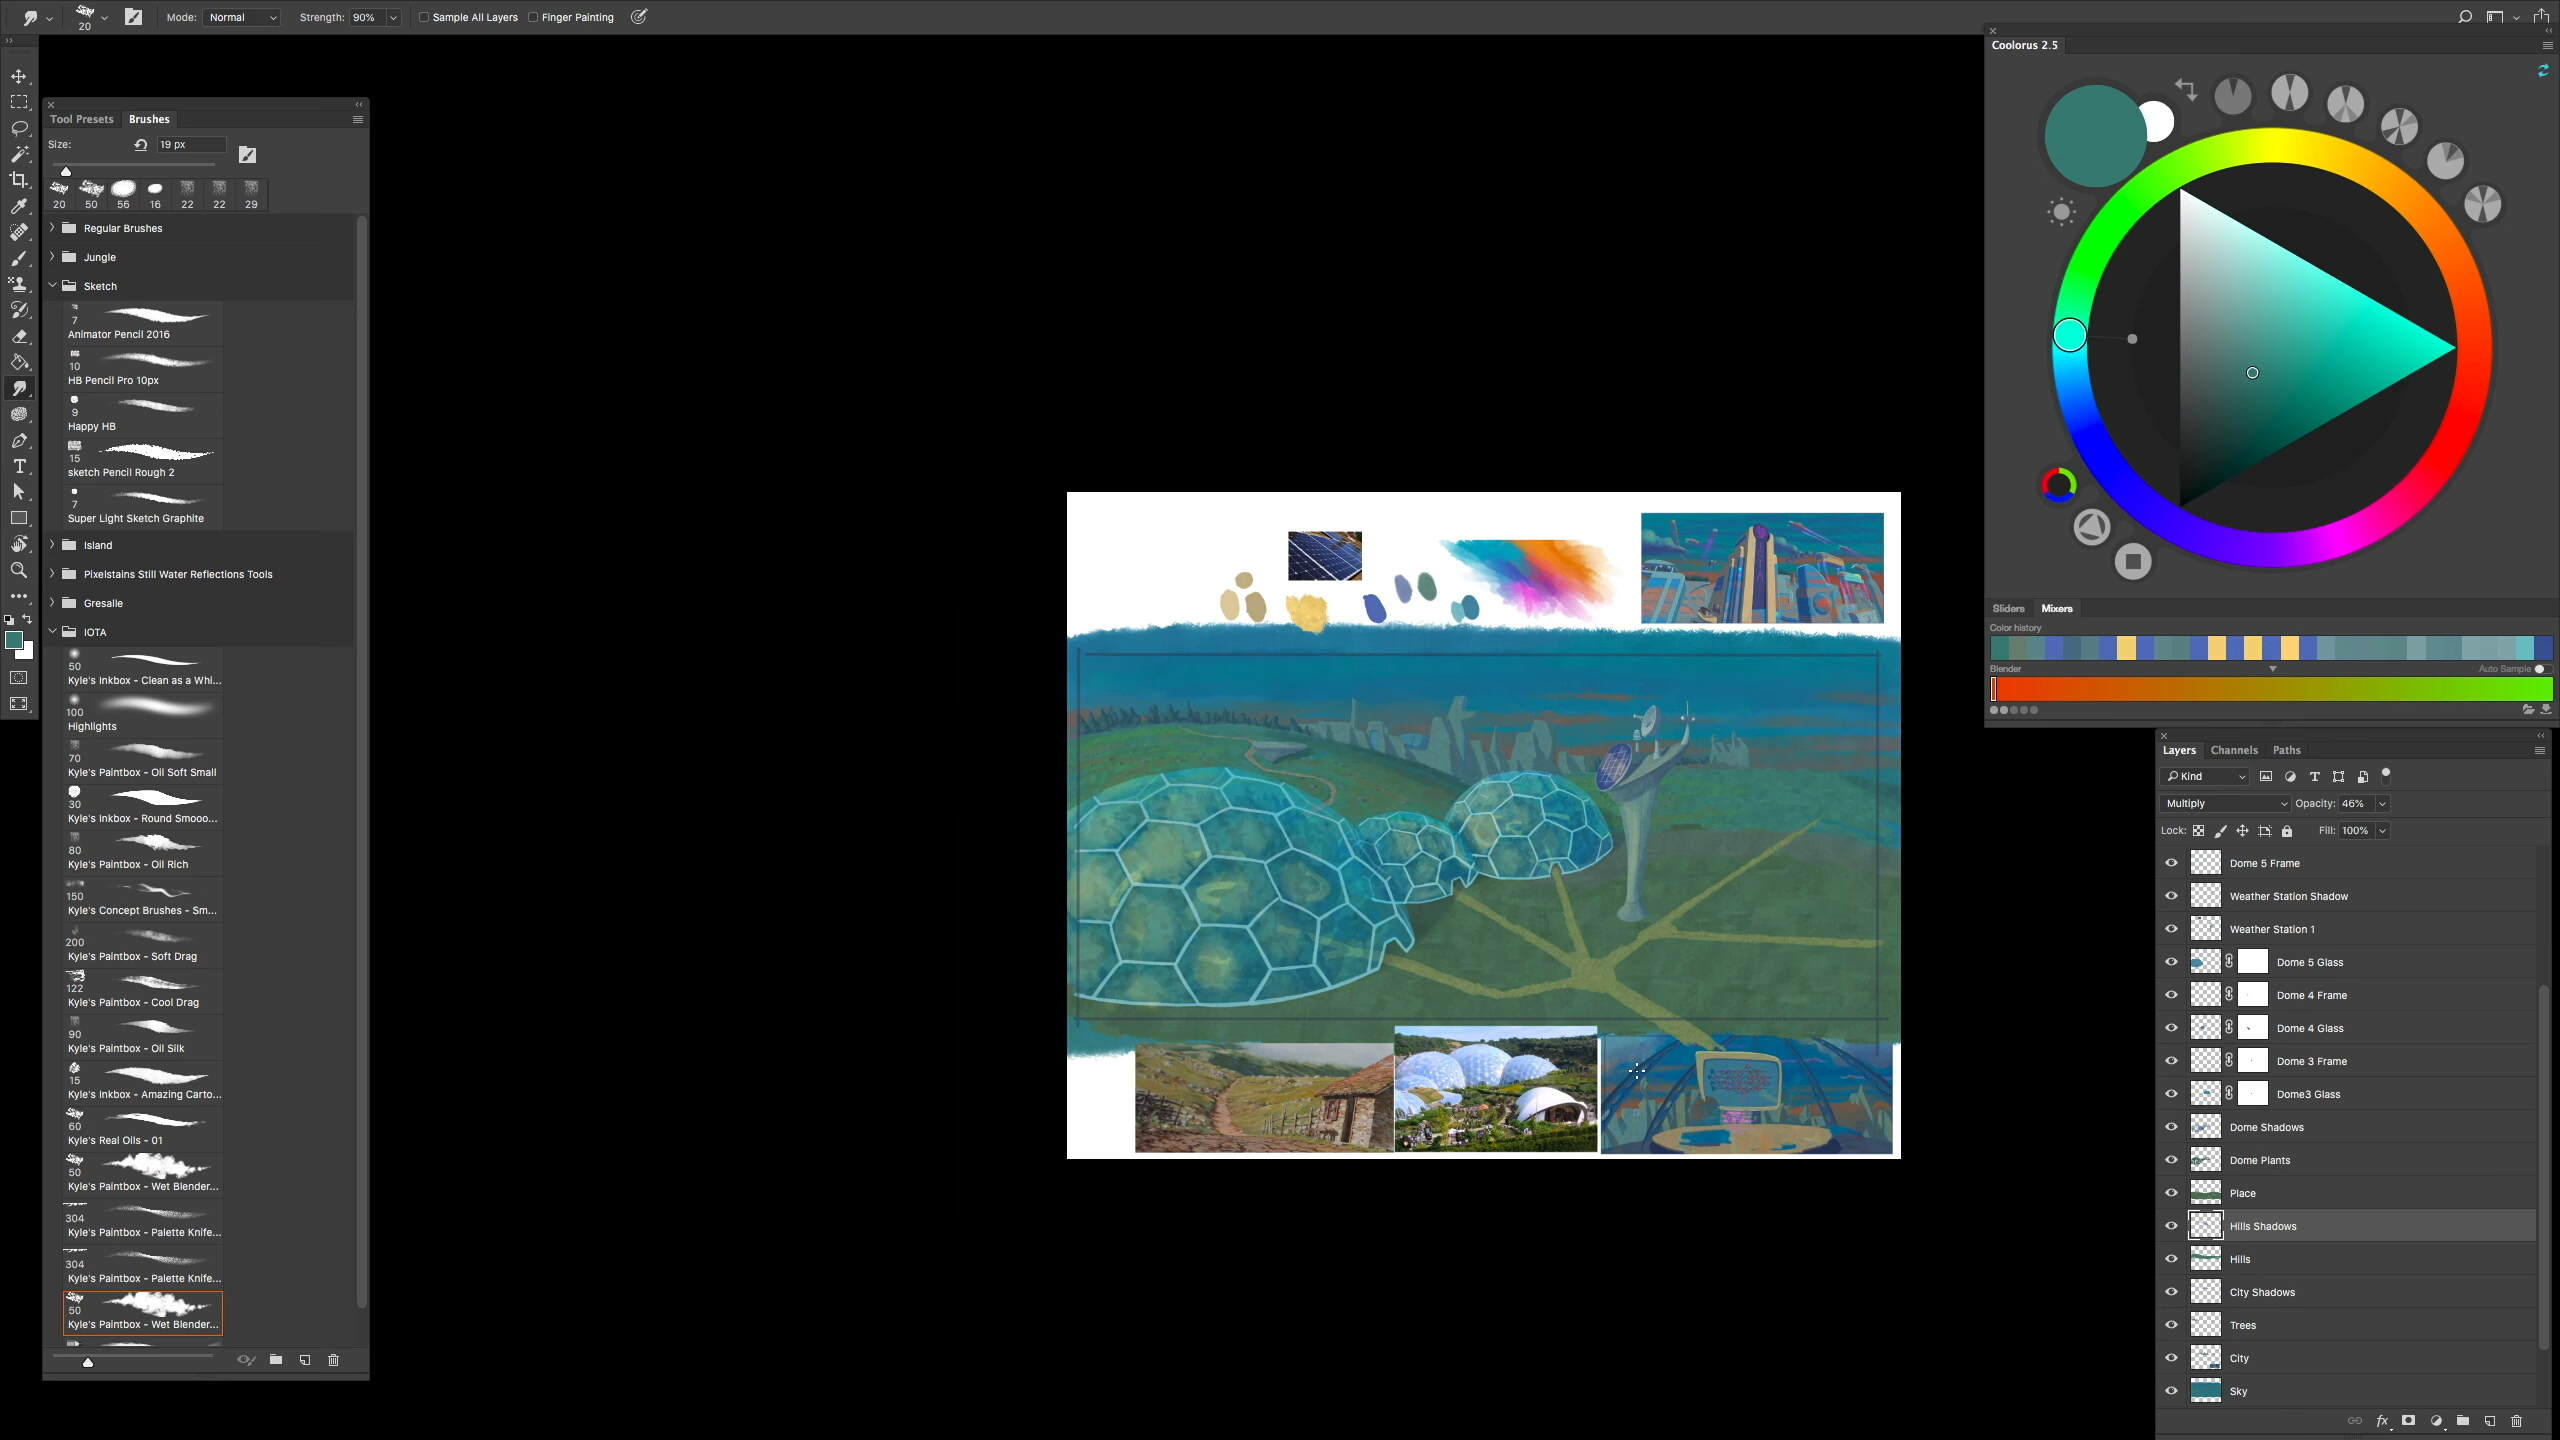 20
Mode: Normal
Strength: 90%
Sample All Layers
Finger Painting
Tool Presets
Brushes
Size:
19 px
20 50 56 16 22 22 29
Regular Brushes
Jungle
Sketch
7
Animator Pencil 2016
10
HB Pencil Pro 10px
9
Happy HB
15
sketch Pencil Rough 2
7
Super Light Sketch Graphite
Island
Pixelstains Still Water Reflections Tools
Gresalle
IOTA
50
Kyle's Inkbox - Clean as a Whi...
100
Highlights
70
Kyle's Paintbox - Oil Soft Small
30
Kyle's Inkbox - Round Smooo...
80
Kyle's Paintbox - Oil Rich
150
Kyle's Concept Brushes - Sm...
200
Kyle's Paintbox - Soft Drag
122
Kyle's Paintbox - Cool Drag
90
Kyle's Paintbox - Oil Silk
15
Kyle's Inkbox - Amazing Carto...
60
Kyle's Real Oils - 01
50
Kyle's Paintbox - Wet Blender...
304
Kyle's Paintbox - Palette Knife...
304
Kyle's Paintbox - Palette Knife...
50
Kyle's Paintbox - Wet Blender...
Coolorus 2.5
Sliders
Mixers
Color history
Blender
Auto Sample
Layers
Channels
Paths
Kind
Multiply
Opacity: 46%
Lock:
Fill: 100%
Dome 5 Frame
Weather Station Shadow
Weather Station 1
Dome 5 Glass
Dome 4 Frame
Dome 4 Glass
Dome 3 Frame
Dome3 Glass
Dome Shadows
Dome Plants
Place
Hills Shadows
Hills
City Shadows
Trees
City
Sky
fx